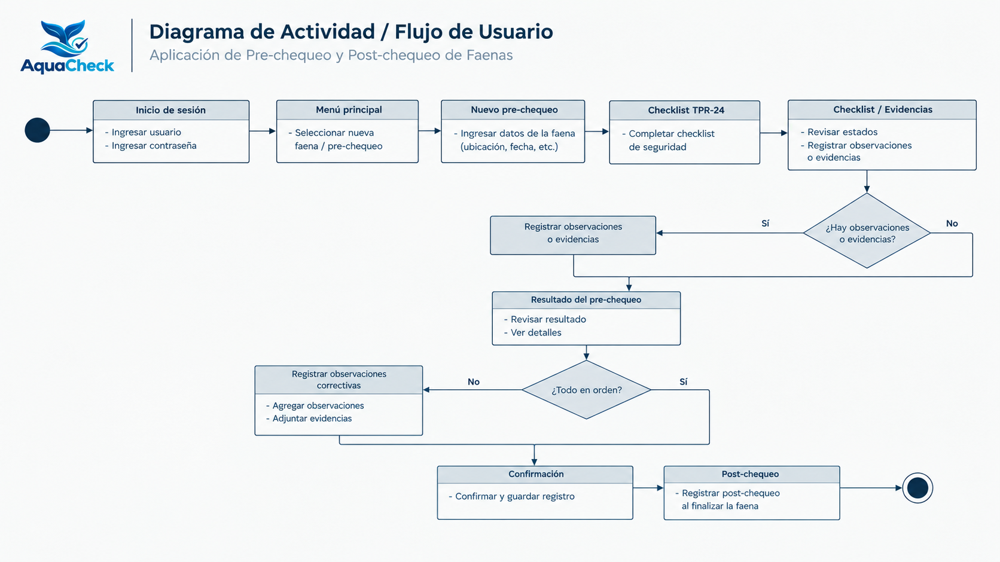 AquaCheck
Diagrama de Actividad / Flujo de Usuario
Aplicación de Pre-chequeo y Post-chequeo de Faenas
Inicio de sesión
- Ingresar usuario
- Ingresar contraseña
Menú principal
- Seleccionar nueva
faena / pre-chequeo
Nuevo pre-chequeo
- Ingresar datos de la faena
(ubicación, fecha, etc.)
Checklist TPR-24
- Completar checklist
de seguridad
Checklist / Evidencias
- Revisar estados
- Registrar observaciones
o evidencias
¿Hay observaciones
o evidencias?
Sí
No
Registrar observaciones
o evidencias
Resultado del pre-chequeo
- Revisar resultado
- Ver detalles
¿Todo en orden?
No
Sí
Registrar observaciones
correctivas
- Agregar observaciones
- Adjuntar evidencias
Confirmación
- Confirmar y guardar registro
Post-chequeo
- Registrar post-chequeo
al finalizar la faena